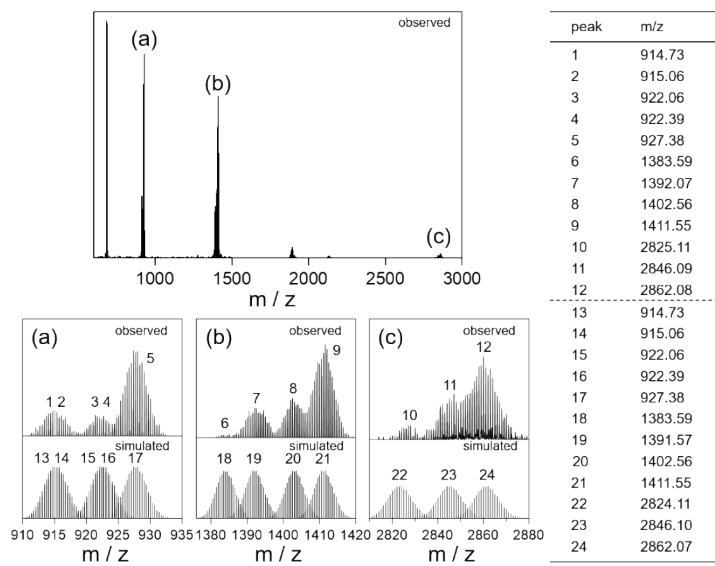 observed
(a)
(b)
(c)
1000 1500 2000 2500 3000
m / z
(a) observed
5
1 2 3 4
simulated
13 14 15 16 17
910 915 920 925 930 935
m / z
(b) observed
9
8
7
6
simulated
18 19 20 21
1380 1390 1400 1410 1420
m / z
(c) observed
12
11
10
simulated
22 23 24
2820 2840 2860 2880
m / z
peak m/z
1 914.73
2 915.06
3 922.06
4 922.39
5 927.38
6 1383.59
7 1392.07
8 1402.56
9 1411.55
10 2825.11
11 2846.09
12 2862.08
13 914.73
14 915.06
15 922.06
16 922.39
17 927.38
18 1383.59
19 1391.57
20 1402.56
21 1411.55
22 2824.11
23 2846.10
24 2862.07